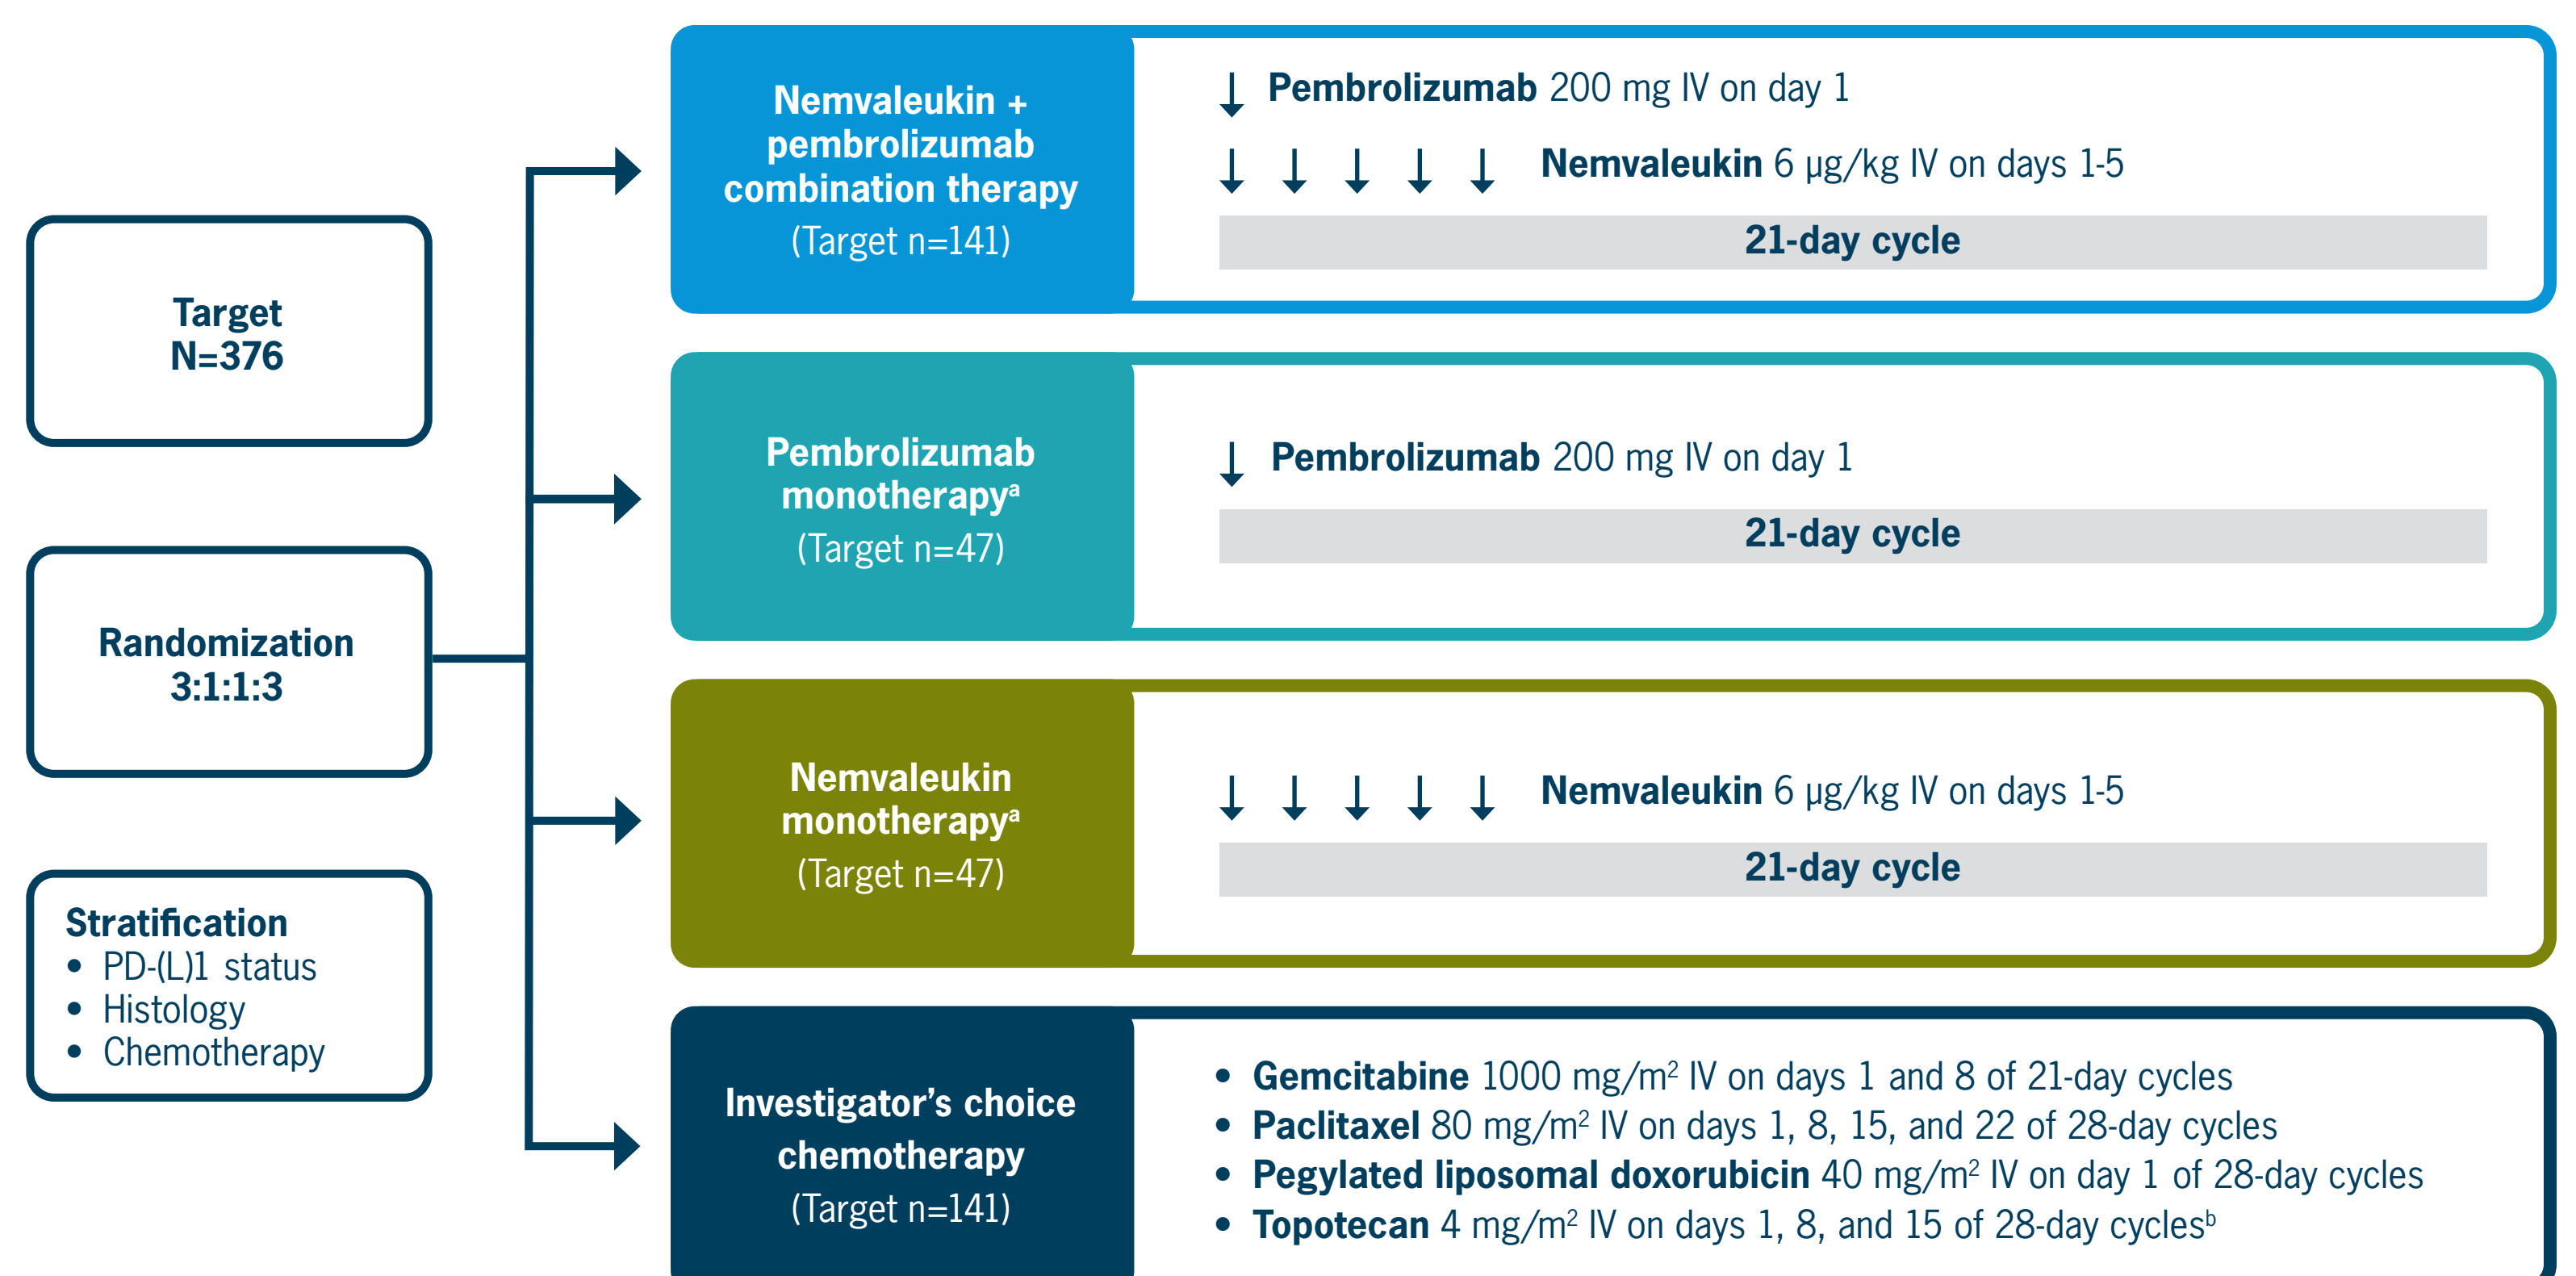 Target
N=376
Randomization
3:1:1:3
Stratification
• PD-(L)1 status
• Histology
• Chemotherapy
Nemvaleukin +
pembrolizumab
combination therapy
(Target n=141)
Pembrolizumab 200 mg IV on day 1
Nemvaleukin 6 µg/kg IV on days 1-5
21-day cycle
Pembrolizumab
monotherapyᵃ
(Target n=47)
Pembrolizumab 200 mg IV on day 1
21-day cycle
Nemvaleukin
monotherapyᵃ
(Target n=47)
Nemvaleukin 6 µg/kg IV on days 1-5
21-day cycle
Investigator’s choice
chemotherapy
(Target n=141)
• Gemcitabine 1000 mg/m² IV on days 1 and 8 of 21-day cycles
• Paclitaxel 80 mg/m² IV on days 1, 8, 15, and 22 of 28-day cycles
• Pegylated liposomal doxorubicin 40 mg/m² IV on day 1 of 28-day cycles
• Topotecan 4 mg/m² IV on days 1, 8, and 15 of 28-day cyclesᵇ